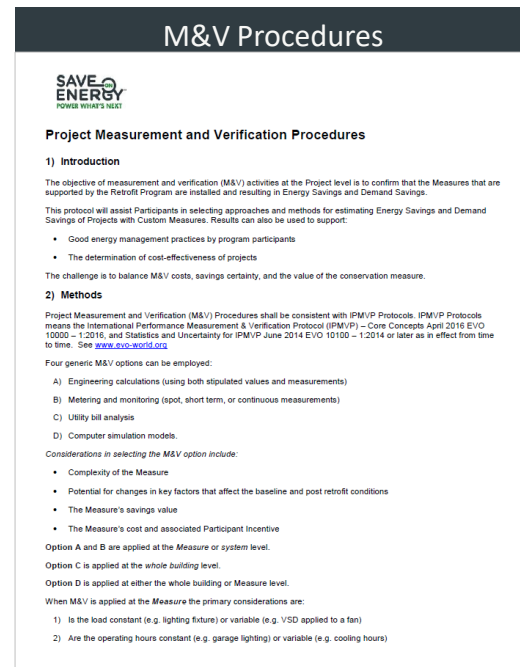 M&V Procedures
SAVE ON
ENERGY
POWER WHAT'S NEXT
Project Measurement and Verification Procedures
1) Introduction
The objective of measurement and verification (M&V) activities at the Project level is to confirm that the Measures that are
supported by the Retrofit Program are installed and resulting in Energy Savings and Demand Savings.
This protocol will assist Participants in selecting approaches and methods for estimating Energy Savings and Demand
Savings of Projects with Custom Measures. Results can also be used to support:
• Good energy management practices by program participants
• The determination of cost-effectiveness of projects
The challenge is to balance M&V costs, savings certainty, and the value of the conservation measure.
2) Methods
Project Measurement and Verification (M&V) Procedures shall be consistent with IPMVP Protocols. IPMVP Protocols
means the International Performance Measurement & Verification Protocol (IPMVP) – Core Concepts April 2016 EVO
10000 – 1:2016, and Statistics and Uncertainty for IPMVP June 2014 EVO 10100 – 1:2014 or later as in effect from time
to time. See www.evo-world.org
Four generic M&V options can be employed:
A) Engineering calculations (using both stipulated values and measurements)
B) Metering and monitoring (spot, short term, or continuous measurements)
C) Utility bill analysis
D) Computer simulation models.
Considerations in selecting the M&V option include:
• Complexity of the Measure
• Potential for changes in key factors that affect the baseline and post retrofit conditions
• The Measure's savings value
• The Measure's cost and associated Participant Incentive
Option A and B are applied at the Measure or system level.
Option C is applied at the whole building level.
Option D is applied at either the whole building or Measure level.
When M&V is applied at the Measure the primary considerations are:
1) Is the load constant (e.g. lighting fixture) or variable (e.g. VSD applied to a fan)
2) Are the operating hours constant (e.g. garage lighting) or variable (e.g. cooling hours)